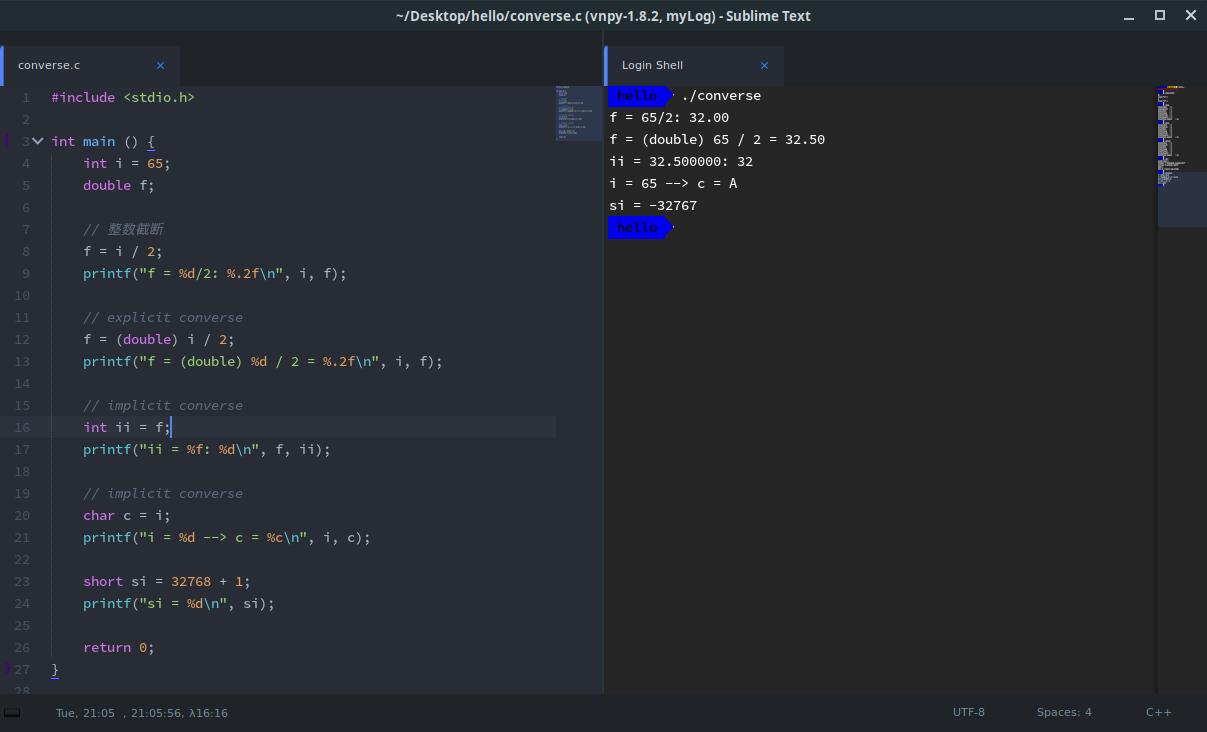 ~/Desktop/hello/converse.c (vnpy-1.8.2, myLog) - Sublime Text
converse.c ×
1 #include <stdio.h>
2
3 int main () {
4 int i = 65;
5 double f;
6
7 // 整数截断
8 f = i / 2;
9 printf("f = %d/2: %.2f\n", i, f);
10
11 // explicit converse
12 f = (double) i / 2;
13 printf("f = (double) %d / 2 = %.2f\n", i, f);
14
15 // implicit converse
16 int ii = f;
17 printf("ii = %f: %d\n", f, ii);
18
19 // implicit converse
20 char c = i;
21 printf("i = %d --> c = %c\n", i, c);
22
23 short si = 32768 + 1;
24 printf("si = %d\n", si);
25
26 return 0;
27 }
28
Login Shell ×
hello ./converse
f = 65/2: 32.00
f = (double) 65 / 2 = 32.50
ii = 32.500000: 32
i = 65 --> c = A
si = -32767
hello
Tue, 21:05 , 21:05:56, λ16:16
UTF-8 Spaces: 4 C++